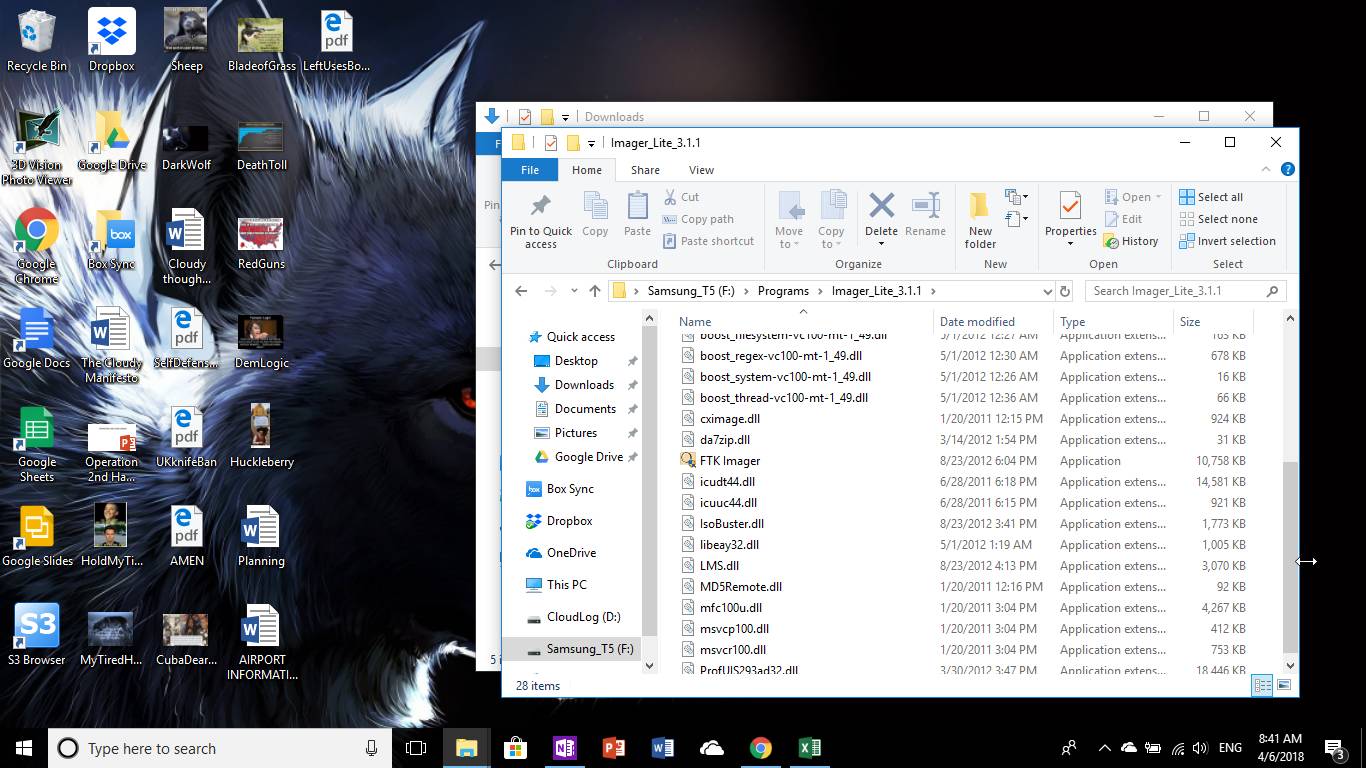 Recycle Bin
Dropbox
Sheep
BladeofGrass
LeftUsesBo...
3D Vision
Photo Viewer
Google Drive
DarkWolf
DeathToll
Google
Chrome
Box Sync
Cloudy
though...
RedGuns
Google Docs
The Cloudy
Manifesto
SelfDefens...
DemLogic
Google
Sheets
Operation
2nd Ha...
UKknifeBan
Huckleberry
Google Slides
HoldMyTi...
AMEN
Planning
S3 Browser
MyTiredH...
CubaDear...
AIRPORT
INFORMATI...
Downloads
Imager_Lite_3.1.1
File Home Share View
Pin to Quick
access
Copy
Paste
Cut
Copy path
Paste shortcut
Clipboard
Move
to
Copy
to
Delete
Rename
Organize
New
folder
New
Properties
Open
Edit
History
Open
Select all
Select none
Invert selection
Select
Samsung_T5 (F:) Programs Imager_Lite_3.1.1
Search Imager_Lite_3.1.1
Quick access
Desktop
Downloads
Documents
Pictures
Google Drive
Box Sync
Dropbox
OneDrive
This PC
CloudLog (D:)
Samsung_T5 (F:)
Name Date modified Type Size
boost_filesystem-vc100-mt-1_49.dll 5/1/2012 12:27 AM Application extens... 163 KB
boost_regex-vc100-mt-1_49.dll 5/1/2012 12:30 AM Application extens... 678 KB
boost_system-vc100-mt-1_49.dll 5/1/2012 12:26 AM Application extens... 16 KB
boost_thread-vc100-mt-1_49.dll 5/1/2012 12:36 AM Application extens... 66 KB
cximage.dll 1/20/2011 12:15 PM Application extens... 924 KB
da7zip.dll 3/14/2012 1:54 PM Application extens... 31 KB
FTK Imager 8/23/2012 6:04 PM Application 10,758 KB
icudt44.dll 6/28/2011 6:18 PM Application extens... 14,581 KB
icuuc44.dll 6/28/2011 6:15 PM Application extens... 921 KB
IsoBuster.dll 8/23/2012 3:41 PM Application extens... 1,773 KB
libeay32.dll 5/1/2012 1:19 AM Application extens... 1,005 KB
LMS.dll 8/23/2012 4:13 PM Application extens... 3,070 KB
MD5Remote.dll 1/20/2011 12:16 PM Application extens... 92 KB
mfc100u.dll 1/20/2011 3:04 PM Application extens... 4,267 KB
msvcp100.dll 1/20/2011 3:04 PM Application extens... 412 KB
msvcr100.dll 1/20/2011 3:04 PM Application extens... 753 KB
ProfUIS293ad32.dll 3/30/2012 3:47 PM Application extens... 18,446 KB
28 items
Type here to search
ENG
8:41 AM
4/6/2018
3